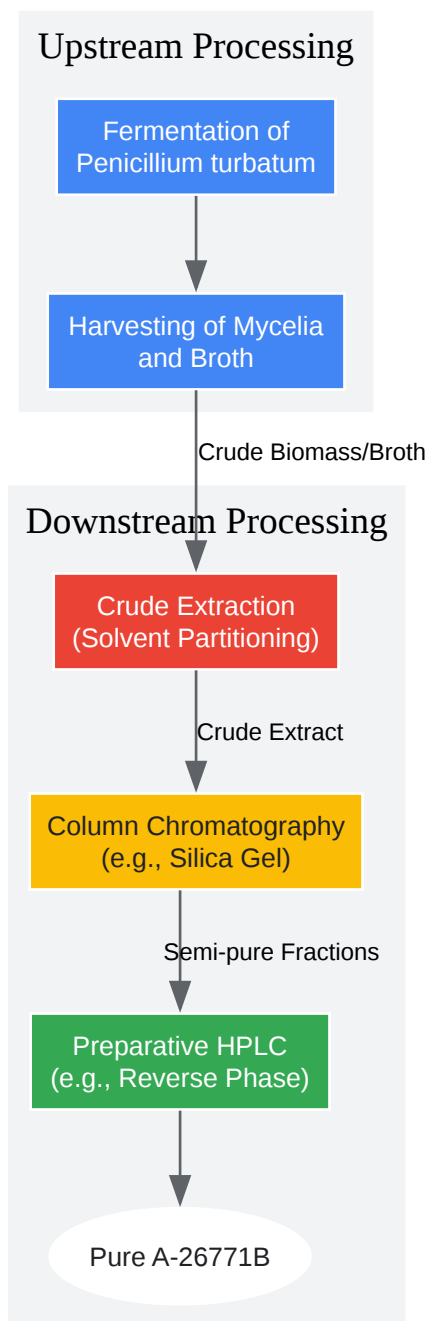 Upstream Processing
Fermentation of
Penicillium turbatum
Harvesting of Mycelia
and Broth
Crude Biomass/Broth
Downstream Processing
Crude Extraction
(Solvent Partitioning)
Crude Extract
Column Chromatography
(e.g., Silica Gel)
Semi-pure Fractions
Preparative HPLC
(e.g., Reverse Phase)
Pure A-26771B